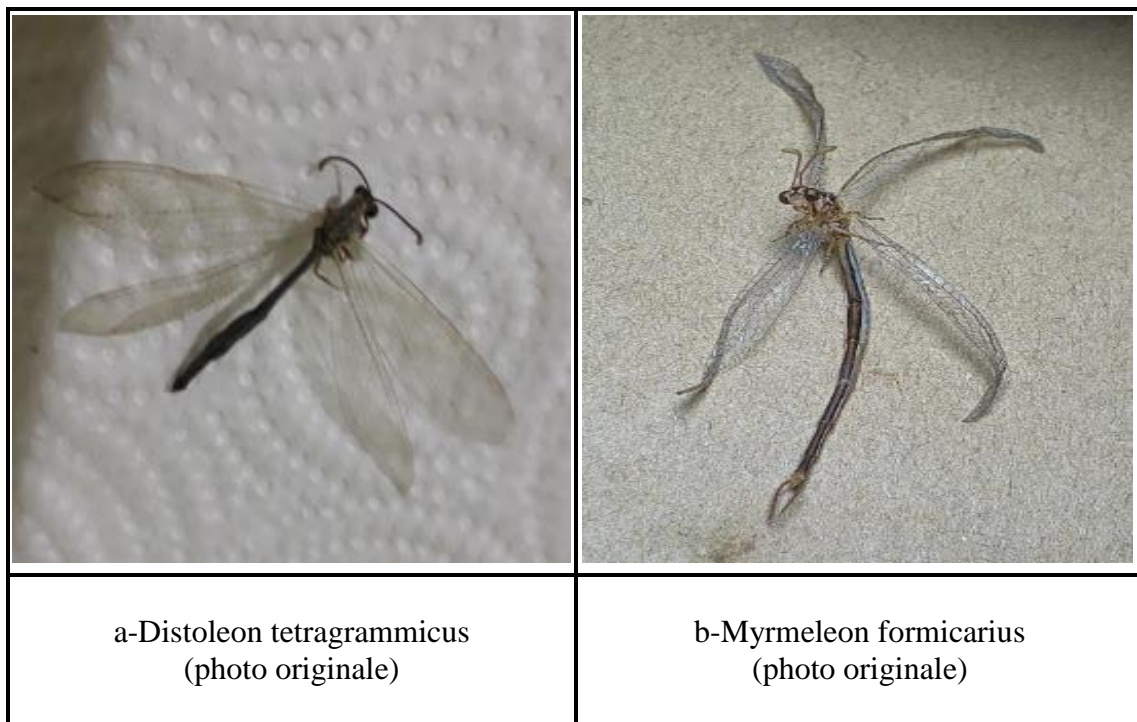 a-Distoleon tetragrammicus
(photo originale)
b-Myrmeleon formicarius
(photo originale)